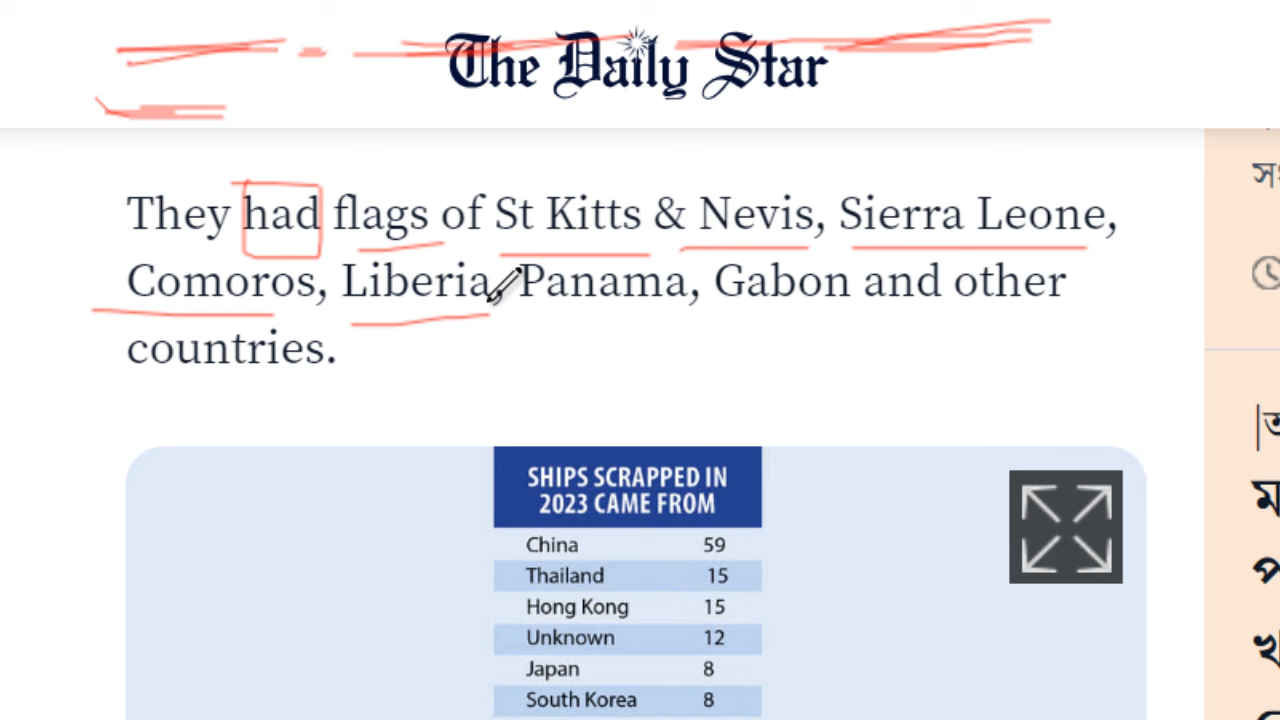 The Daily Star
They had flags of St Kitts & Nevis, Sierra Leone,
Comoros, Liberia, Panama, Gabon and other
countries.
SHIPS SCRAPPED IN
2023 CAME FROM
China 59
Thailand 15
Hong Kong 15
Unknown 12
Japan 8
South Korea 8